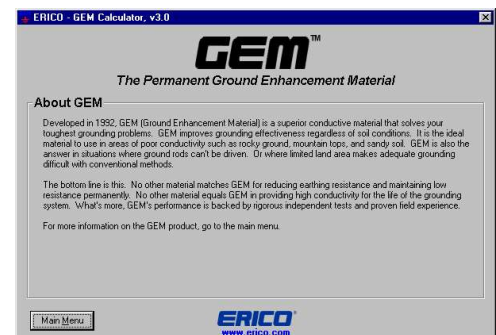 ERICO - GEM Calculator, v3.0
GEM™
The Permanent Ground Enhancement Material
About GEM
Developed in 1992, GEM (Ground Enhancement Material) is a superior conductive material that solves your
toughest grounding problems. GEM improves grounding effectiveness regardless of soil conditions. It is the ideal
material to use in areas of poor conductivity such as rocky ground, mountain tops, and sandy soil. GEM is also the
answer in situations where ground rods can't be driven. Or where limited land area makes adequate grounding
difficult with conventional methods.
The bottom line is this. No other material matches GEM for reducing earthing resistance and maintaining low
resistance permanently. No other material equals GEM in providing high conductivity for the life of the grounding
system. What's more, GEM's performance is backed by rigorous independent tests and proven field experience.
For more information on the GEM product, go to the main menu.
Main Menu
ERICO®
www.erico.com